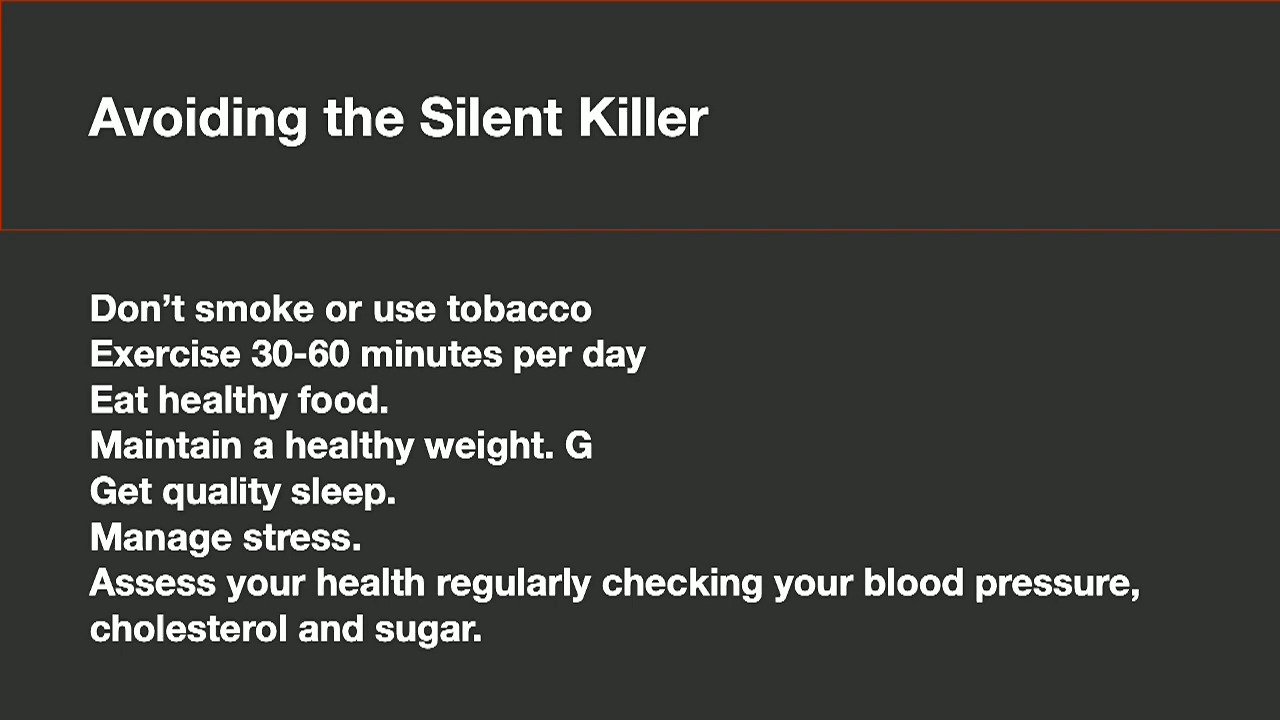 Avoiding the Silent Killer
Don’t smoke or use tobacco
Exercise 30-60 minutes per day
Eat healthy food.
Maintain a healthy weight. G
Get quality sleep.
Manage stress.
Assess your health regularly checking your blood pressure,
cholesterol and sugar.